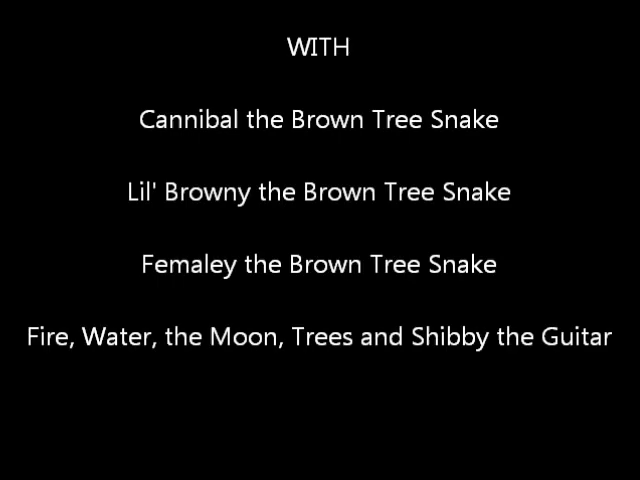 WITH
Cannibal the Brown Tree Snake
Lil' Browny the Brown Tree Snake
Femaley the Brown Tree Snake
Fire, Water, the Moon, Trees and Shibby the Guitar